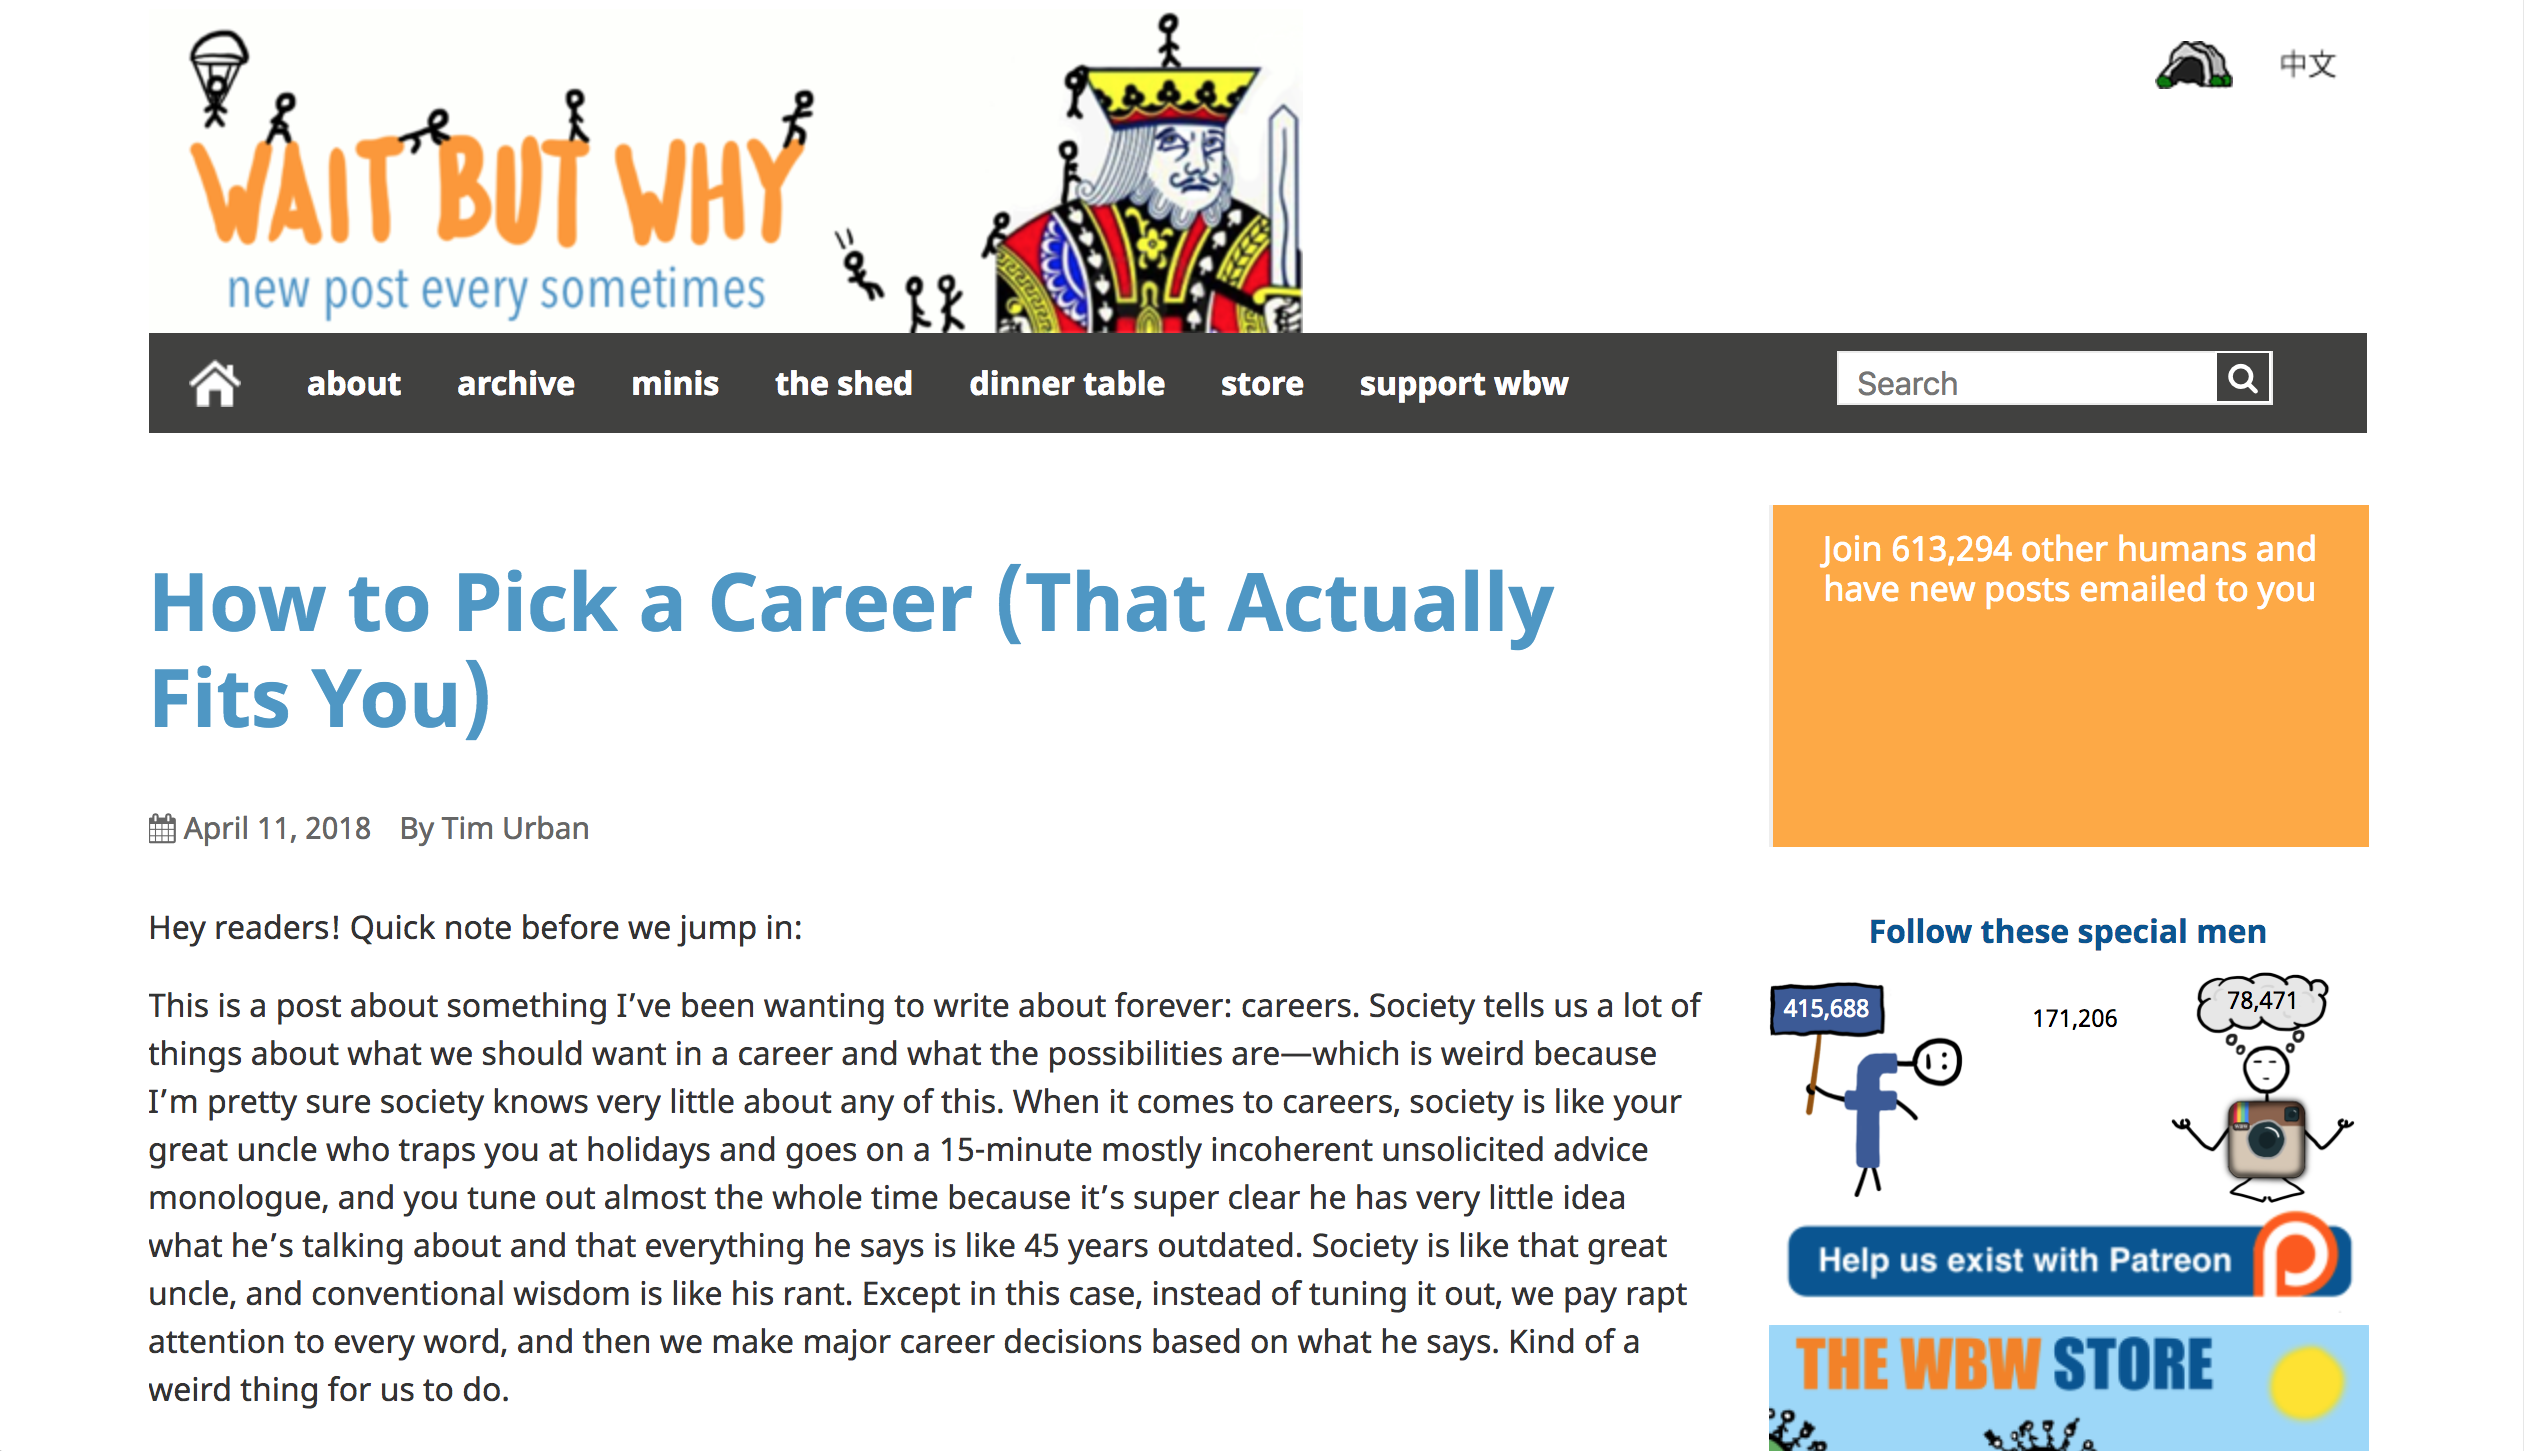 中文
WAIT BUT WHY
new post every sometimes
about archive minis the shed dinner table store support wbw
Search
How to Pick a Career (That Actually
Fits You)
April 11, 2018 By Tim Urban
Hey readers! Quick note before we jump in:
This is a post about something I’ve been wanting to write about forever: careers. Society tells us a lot of
things about what we should want in a career and what the possibilities are—which is weird because
I’m pretty sure society knows very little about any of this. When it comes to careers, society is like your
great uncle who traps you at holidays and goes on a 15-minute mostly incoherent unsolicited advice
monologue, and you tune out almost the whole time because it’s super clear he has very little idea
what he’s talking about and that everything he says is like 45 years outdated. Society is like that great
uncle, and conventional wisdom is like his rant. Except in this case, instead of tuning it out, we pay rapt
attention to every word, and then we make major career decisions based on what he says. Kind of a
weird thing for us to do.
Join 613,294 other humans and
have new posts emailed to you
Follow these special men
415,688
171,206
78,471
Help us exist with Patreon
THE WBW STORE